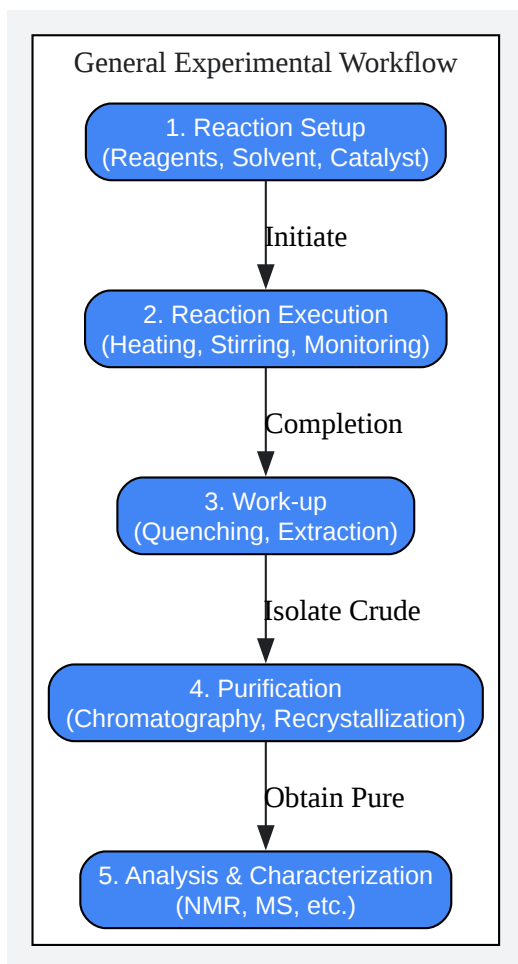 General Experimental Workflow
1. Reaction Setup
(Reagents, Solvent, Catalyst)
Initiate
2. Reaction Execution
(Heating, Stirring, Monitoring)
Completion
3. Work-up
(Quenching, Extraction)
Isolate Crude
4. Purification
(Chromatography, Recrystallization)
Obtain Pure
5. Analysis & Characterization
(NMR, MS, etc.)